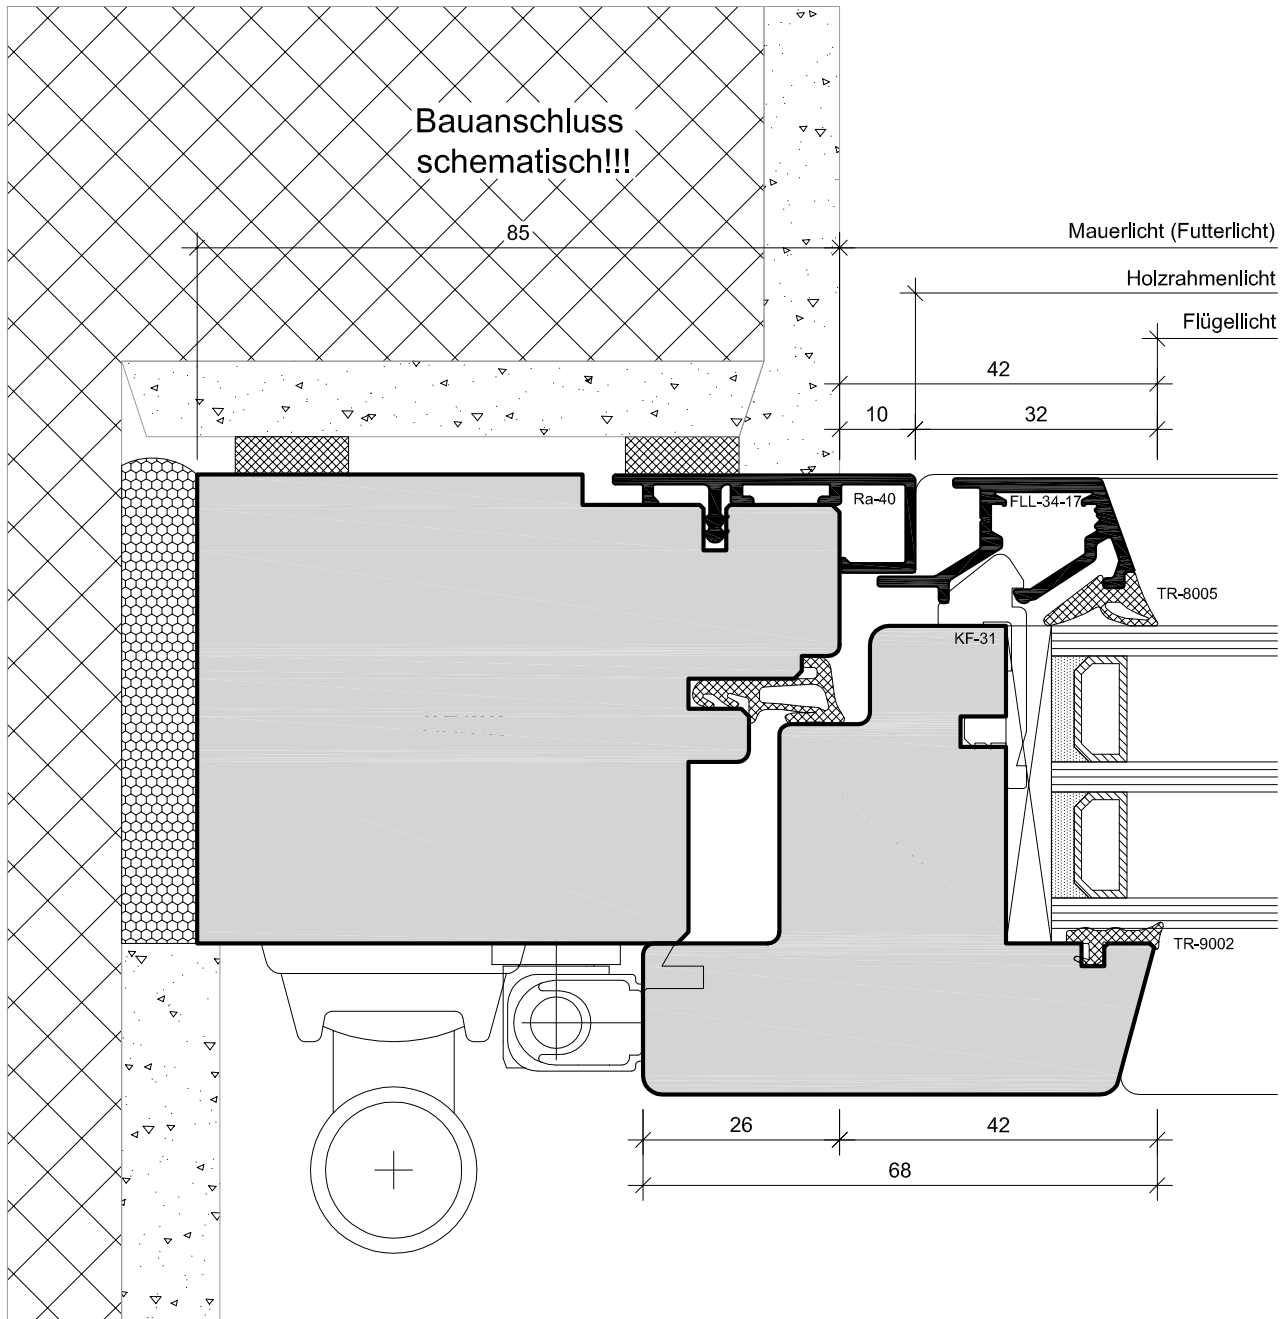 Bauanschluss
schematisch!!!
85
Mauerlicht (Futterlicht)
Holzrahmenlicht
Flügellicht
42
10
32
Ra-40
FLL-34-17
TR-8005
KF-31
TR-9002
26
42
68